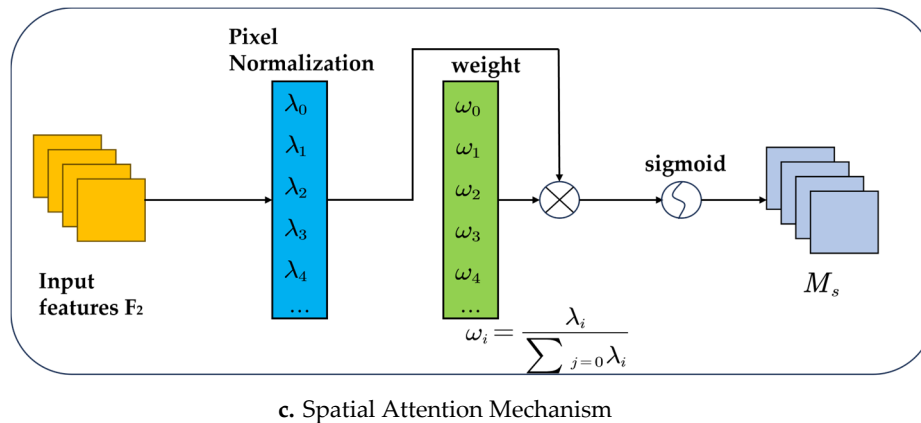 Pixel
Normalization
weight
λ₀
λ₁
λ₂
λ₃
λ₄
...
ω₀
ω₁
ω₂
ω₃
ω₄
...
sigmoid
Input
features F₂
Mₛ
ωᵢ = λᵢ / ∑ ⱼ₌₀ λᵢ
c. Spatial Attention Mechanism